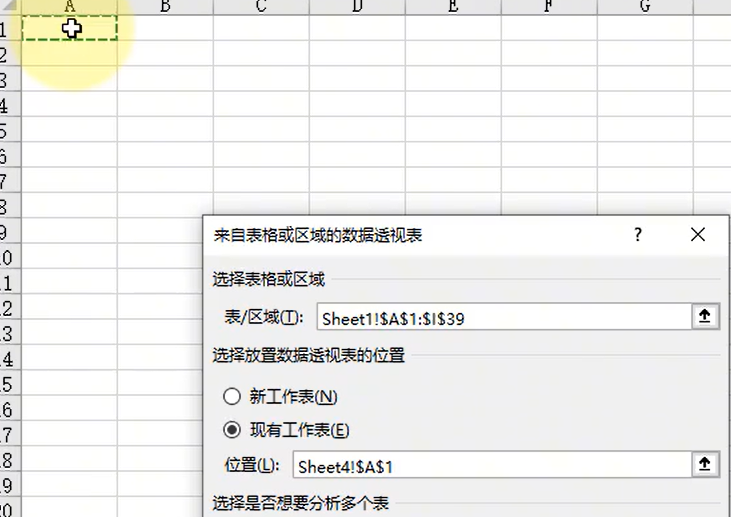 A B C D E F G
1
2
3
4
5
6
7
8
9
10
11
12
13
14
15
16
17
18
19
20
来自表格或区域的数据透视表 ?
选择表格或区域
表/区域(T): Sheet1!$A$1:$I$39
选择放置数据透视表的位置
新工作表(N)
现有工作表(E)
位置(L): Sheet4!$A$1
选择是否想要分析多个表